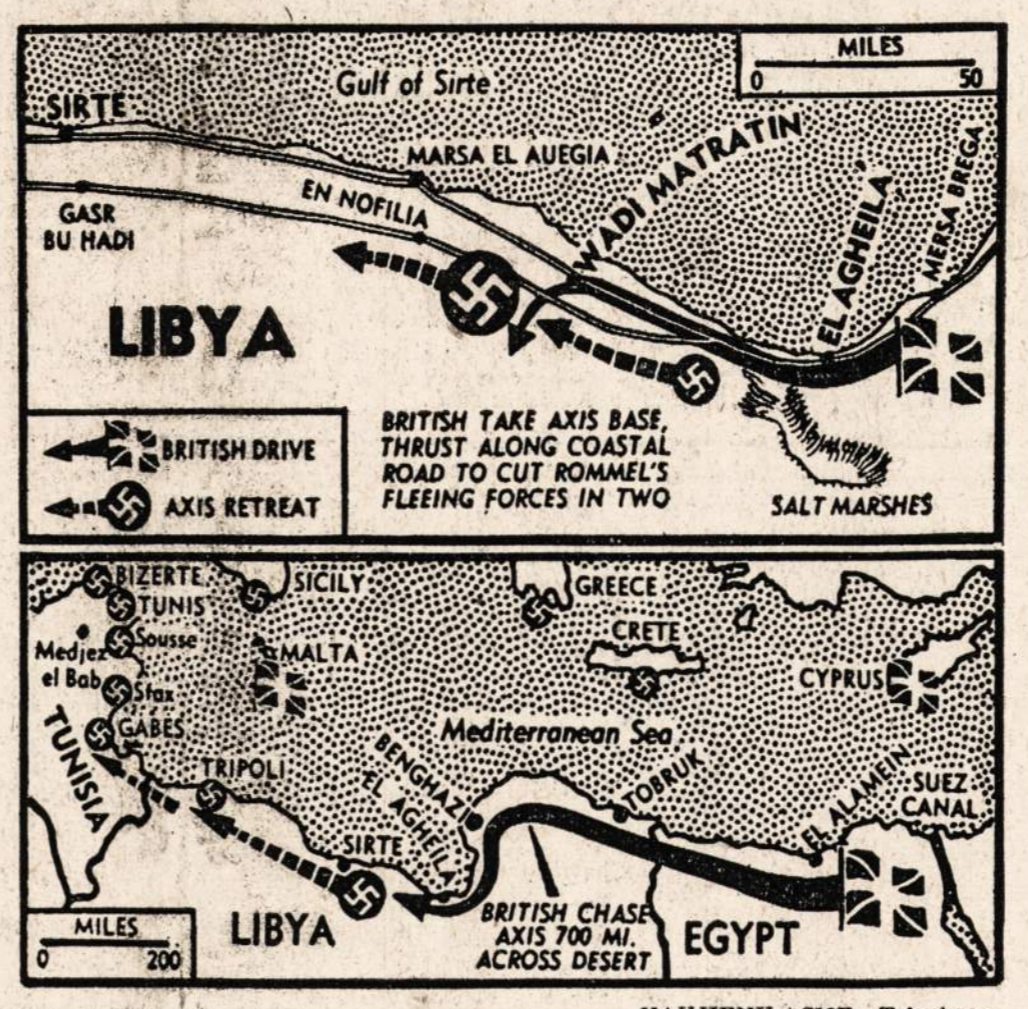 MILES
0 50
Gulf of Sirte
SIRTE
MARSA EL AUEGIA
WADI MATRATIN
EL AGHEILA
MERSA BREGA
EN NOFILIA
GASR
BU HADI
LIBYA
BRITISH DRIVE
AXIS RETREAT
BRITISH TAKE AXIS BASE,
THRUST ALONG COASTAL
ROAD TO CUT ROMMEL'S
FLEEING FORCES IN TWO
SALT MARSHES
BIZERTE
TUNIS
Sousse
Medjez
el Bab
Sfax
GABES
TUNISIA
SICILY
MALTA
GREECE
CRETE
CYPRUS
Mediterranean Sea
TRIPOLI
SIRTE
BENGHAZI
EL AGHEILA
TOBRUK
EL ALAMEIN
SUEZ
CANAL
LIBYA
BRITISH CHASE
AXIS 700 MI.
ACROSS DESERT
EGYPT
MILES
0 200